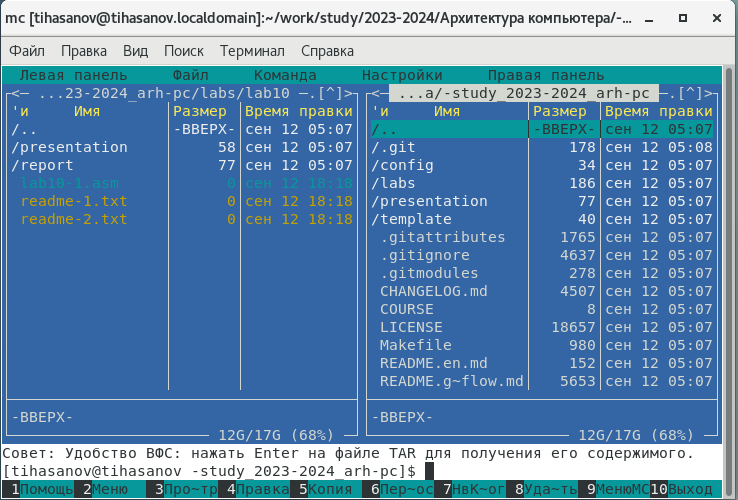 mc [tihasanov@tihasanov.localdomain]:~/work/study/2023-2024/Архитектура компьютера/-...
Файл Правка Вид Поиск Терминал Справка
Левая панель Файл Команда Настройки Правая панель
<— ...23-2024_arh-pc/labs/lab10 —.[^]> <— ...a/-study_2023-2024_arh-pc —.[^]>
'и Имя Размер Время правки 'и Имя Размер Время правки
/.. -ВВЕРХ- сен 12 05:07 /.. -ВВЕРХ- сен 12 05:07
/presentation 58 сен 12 05:07 /.git 178 сен 12 05:08
/report 77 сен 12 05:07 /config 34 сен 12 05:07
lab10-1.asm 0 сен 12 18:18 /labs 186 сен 12 05:07
readme-1.txt 0 сен 12 18:18 /presentation 77 сен 12 05:07
readme-2.txt 0 сен 12 18:18 /template 40 сен 12 05:07
.gitattributes 1765 сен 12 05:07
.gitignore 4637 сен 12 05:07
.gitmodules 278 сен 12 05:07
CHANGELOG.md 4507 сен 12 05:07
COURSE 8 сен 12 05:07
LICENSE 18657 сен 12 05:07
Makefile 980 сен 12 05:07
README.en.md 152 сен 12 05:07
README.g~flow.md 5653 сен 12 05:07
-ВВЕРХ- -ВВЕРХ-
12G/17G (68%) 12G/17G (68%)
Совет: Удобство ВФС: нажать Enter на файле TAR для получения его содержимого.
[tihasanov@tihasanov -study_2023-2024_arh-pc]$
1Помощь 2Меню 3Про~тр 4Правка 5Копия 6Пер~ос 7НвК~ог 8Уда~ть 9МенюMC 10Выход